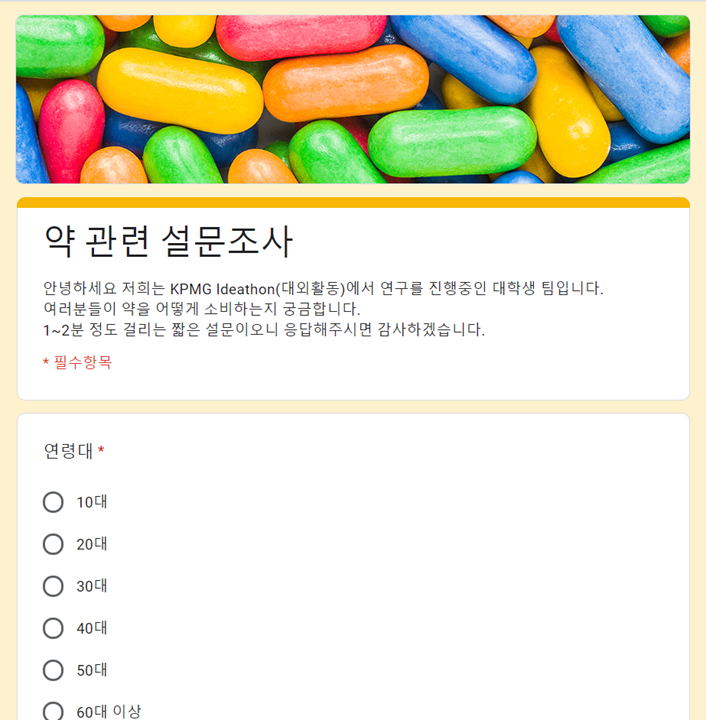 약 관련 설문조사
안녕하세요 저희는 KPMG Ideathon(대외활동)에서 연구를 진행중인 대학생 팀입니다.
여러분들이 약을 어떻게 소비하는지 궁금합니다.
1~2분 정도 걸리는 짧은 설문이오니 응답해주시면 감사하겠습니다.
* 필수항목
연령대 *
10대
20대
30대
40대
50대
60대 이상